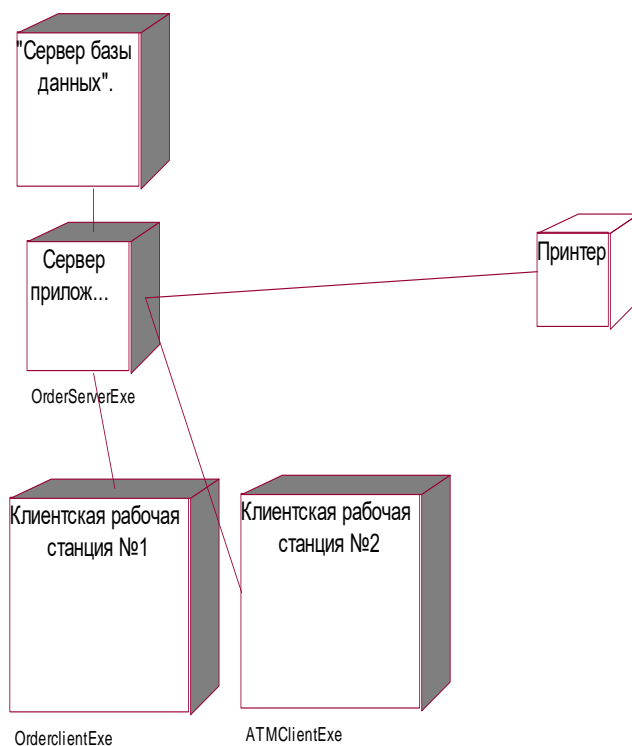 "Сервер базы
данных".
Сервер
прилож...
Принтер
OrderServerExe
Клиентская рабочая
станция №1
Клиентская рабочая
станция №2
OrderclientExe
ATMClientExe